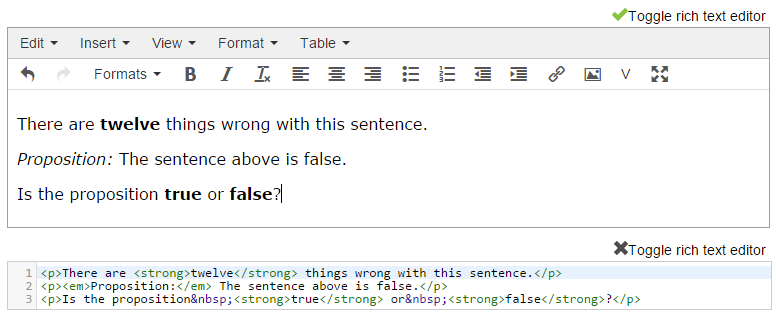 Toggle rich text editor
Edit Insert View Format Table
Formats B I Tx V
There are twelve things wrong with this sentence.
Proposition: The sentence above is false.
Is the proposition true or false?
Toggle rich text editor
1 <p>There are <strong>twelve</strong> things wrong with this sentence.</p>
2 <p><em>Proposition:</em> The sentence above is false.</p>
3 <p>Is the proposition&nbsp;<strong>true</strong> or&nbsp;<strong>false</strong>?</p>